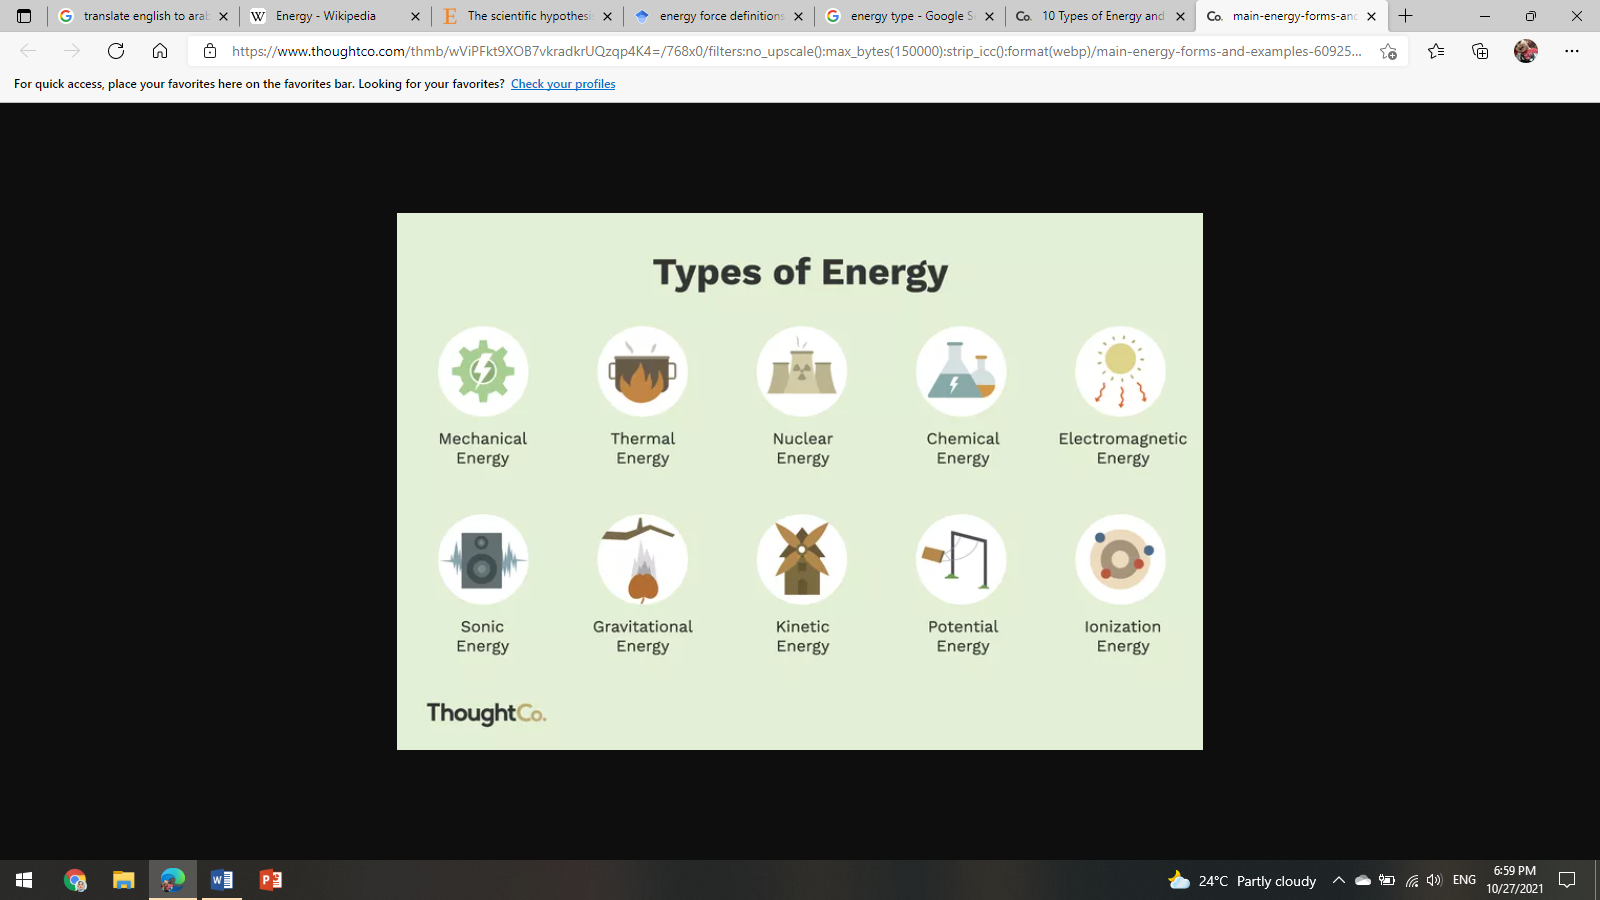 translate english to arab
Energy - Wikipedia
The scientific hypothesis
energy force definitions
energy type - Google Se
10 Types of Energy and
main-energy-forms-and
https://www.thoughtco.com/thmb/wViPFkt9XOB7vkradkrUQzqp4K4=/768x0/filters:no_upscale():max_bytes(150000):strip_icc():format(webp)/main-energy-forms-and-examples-60925...
For quick access, place your favorites here on the favorites bar. Looking for your favorites? Check your profiles
Types of Energy
Mechanical Energy
Thermal Energy
Nuclear Energy
Chemical Energy
Electromagnetic Energy
Sonic Energy
Gravitational Energy
Kinetic Energy
Potential Energy
Ionization Energy
ThoughtCo.
24°C Partly cloudy
ENG
6:59 PM
10/27/2021